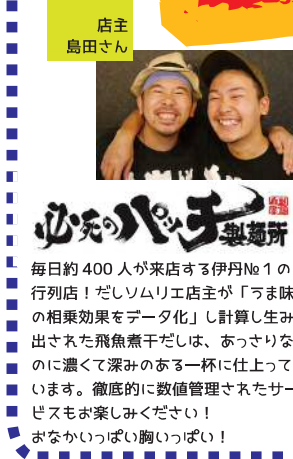 店主
島田さん
必死のパッチ製麺所
毎日約400人が来店する伊丹№1の
行列店！だしソムリエ店主が「うま味
の相乗効果をデータ化」し計算し生み
出された飛魚煮干だしは、あっさりな
のに濃くて深みのある一杯に仕上って
います。徹底的に数値管理されたサー
ビスもお楽しみください！
おなかいっぱい胸いっぱい！